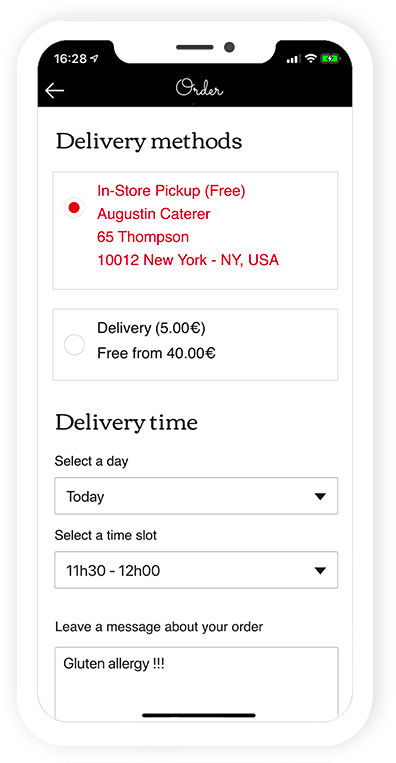 16:28
Order
Delivery methods
In-Store Pickup (Free)
Augustin Caterer
65 Thompson
10012 New York - NY, USA
Delivery (5.00€)
Free from 40.00€
Delivery time
Select a day
Today
Select a time slot
11h30 - 12h00
Leave a message about your order
Gluten allergy !!!